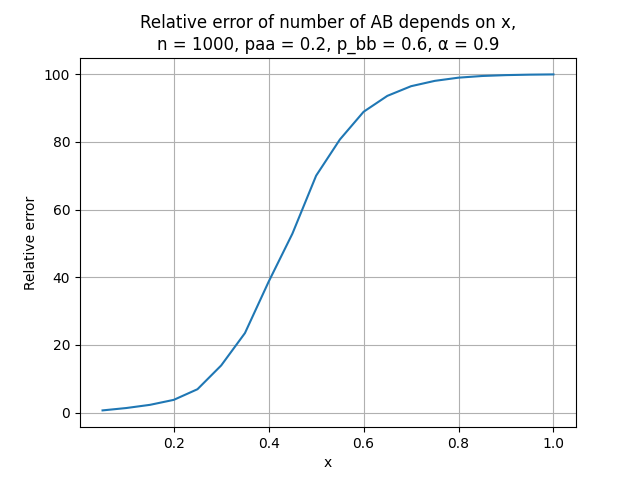 Relative error of number of AB depends on x,
n = 1000, paa = 0.2, p_bb = 0.6, α = 0.9
100
80
60
40
20
0
Relative error
0.2 0.4 0.6 0.8 1.0
x